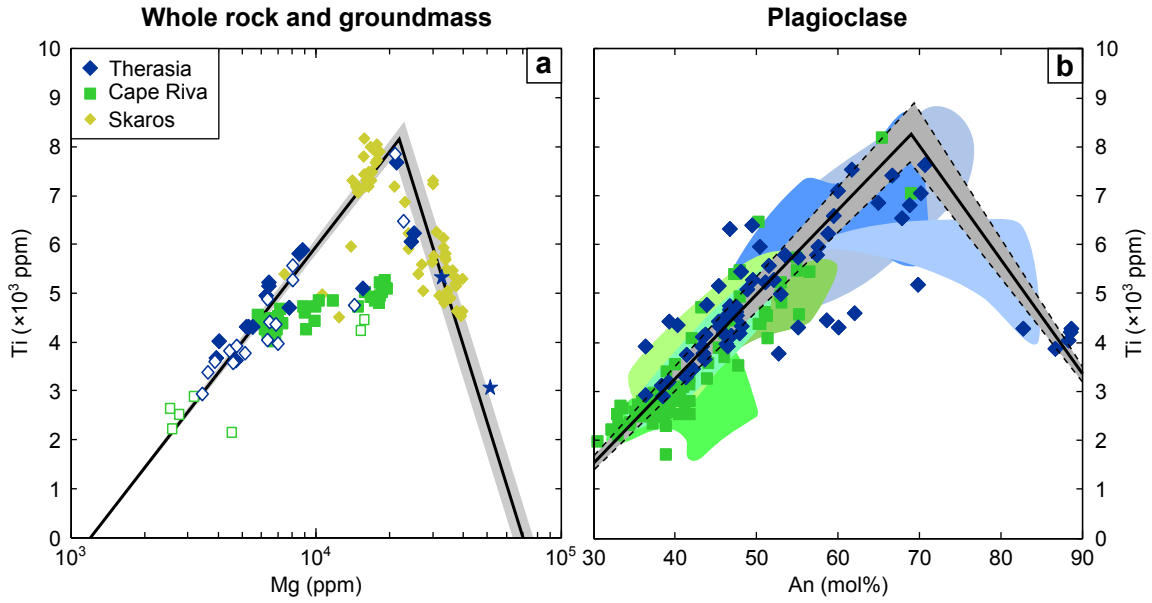 Whole rock and groundmass
Plagioclase
a
b
Therasia
Cape Riva
Skaros
Ti (×10³ ppm)
10
9
8
7
6
5
4
3
2
1
0
10³
10⁴
10⁵
Mg (ppm)
30
40
50
60
70
80
90
An (mol%)
10
9
8
7
6
5
4
3
2
1
0
Ti (×10³ ppm)